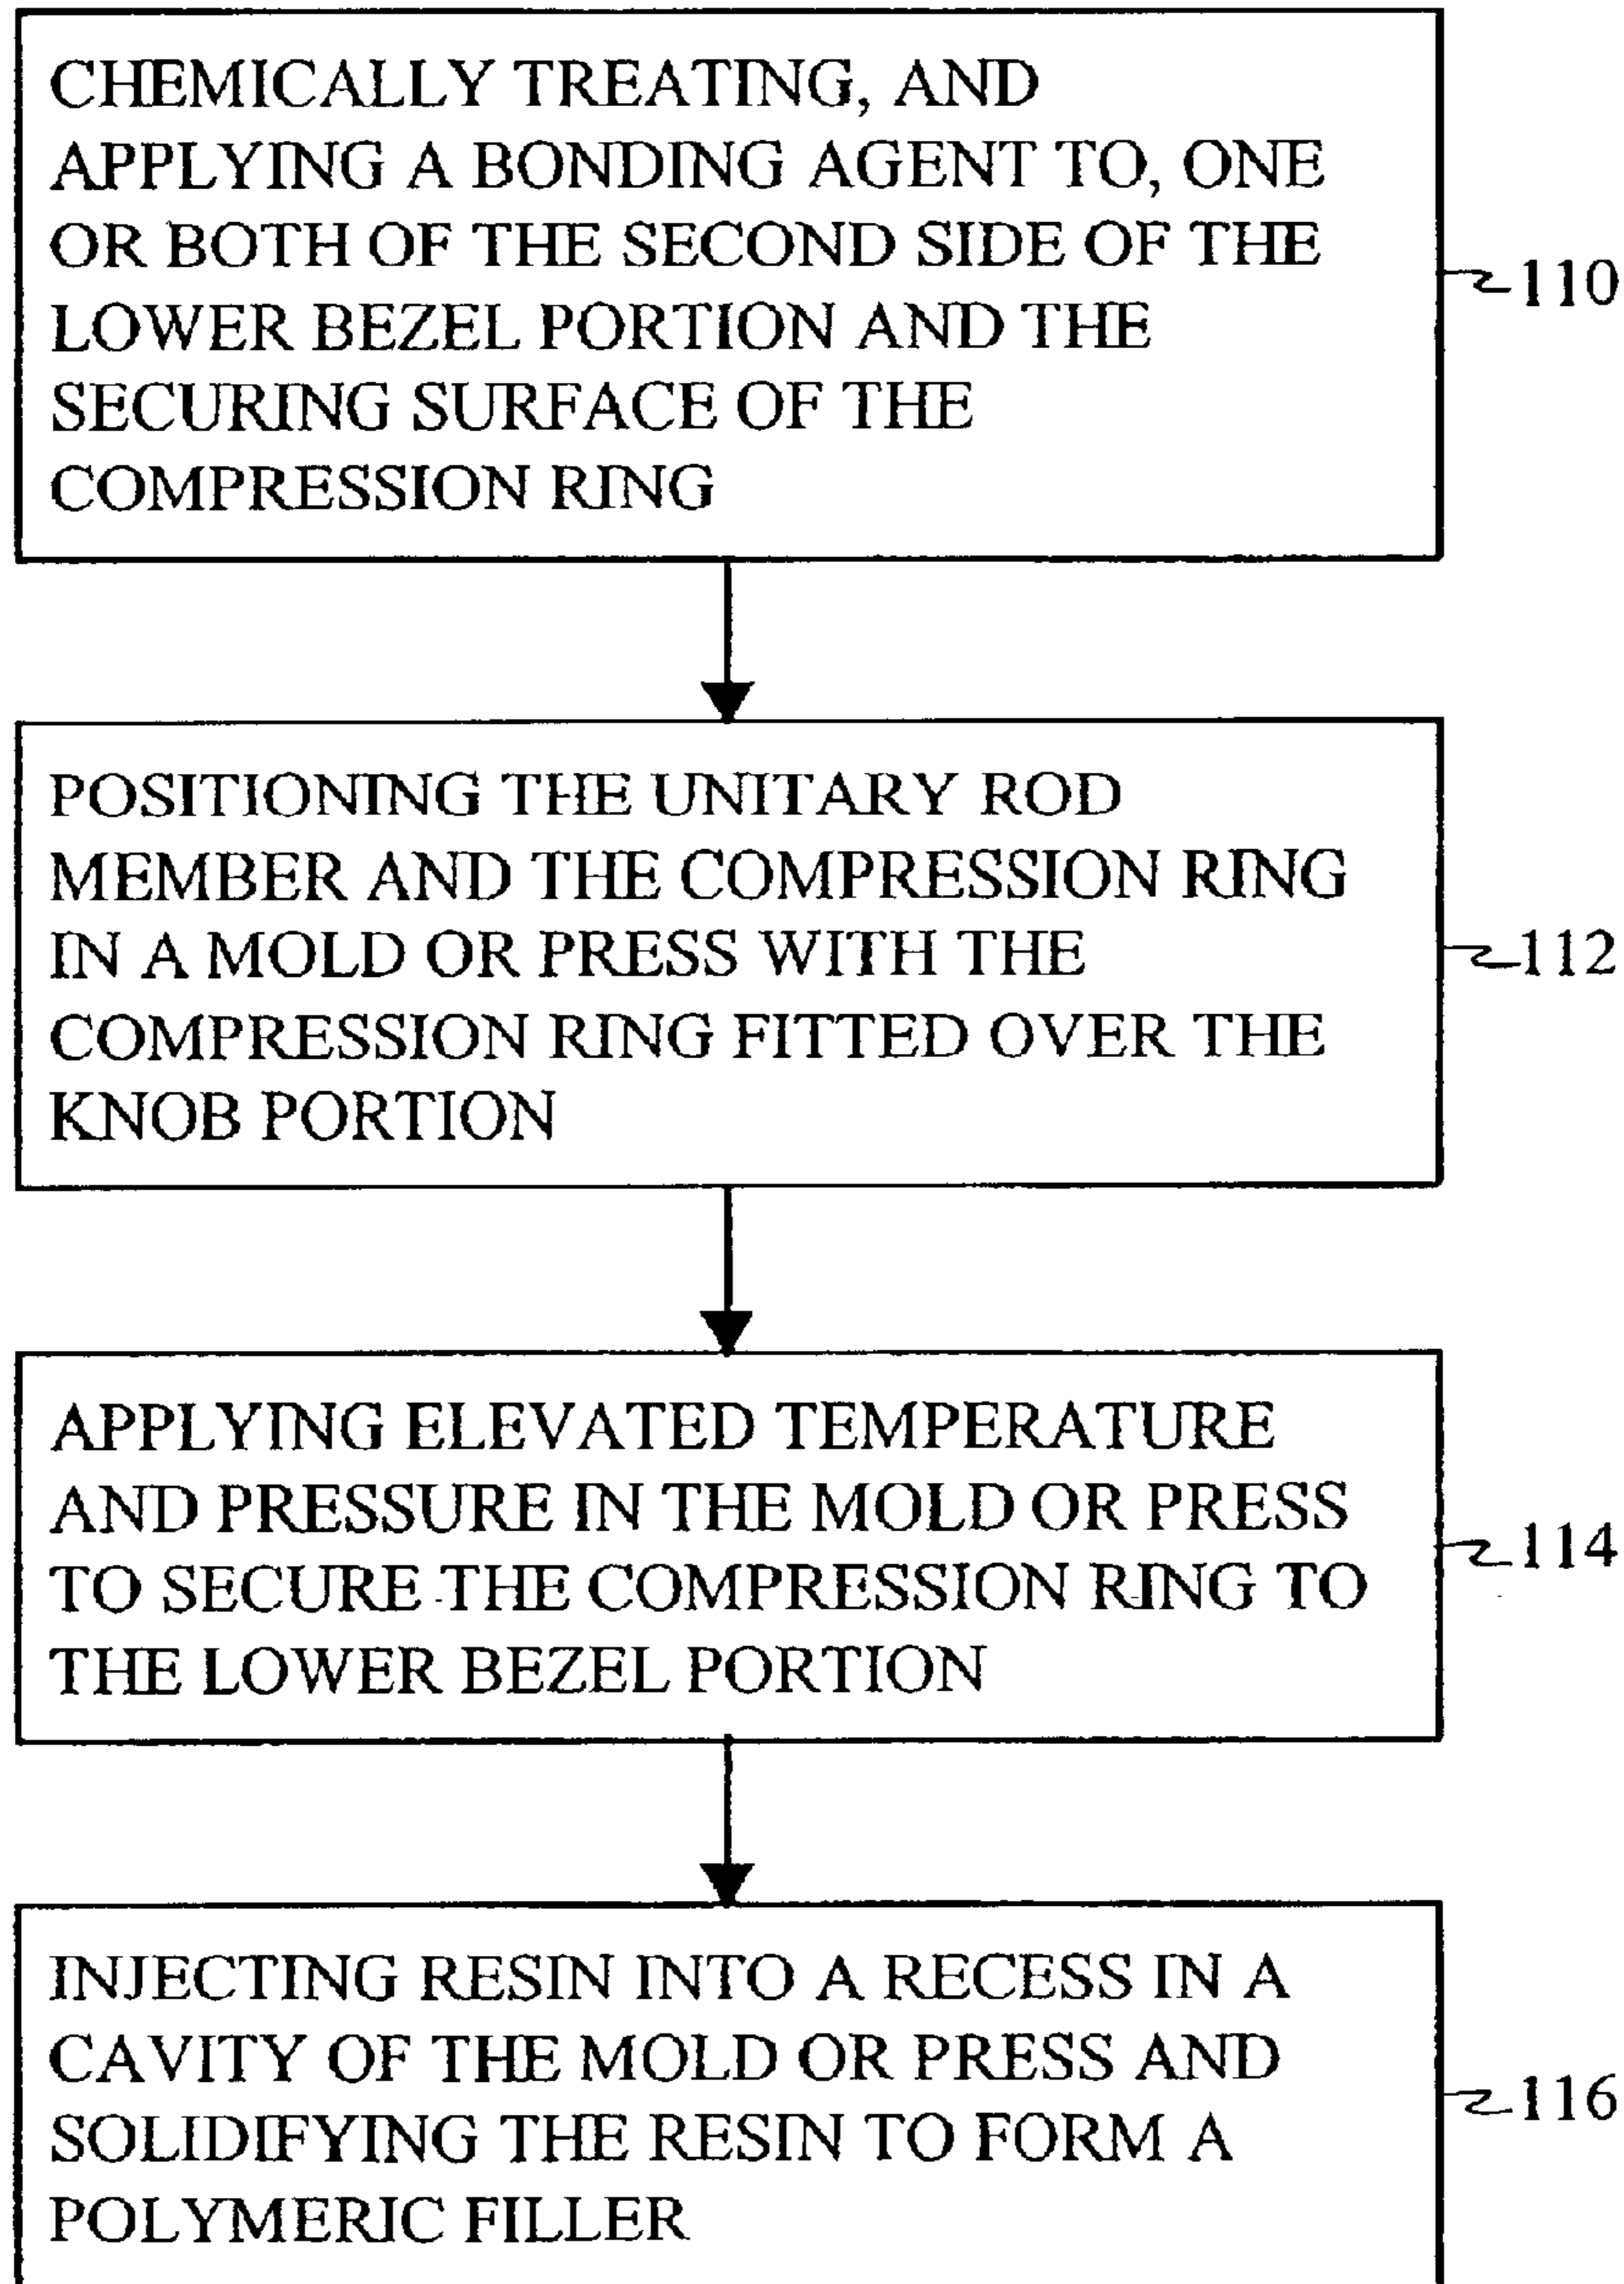 CHEMICALLY TREATING, AND
APPLYING A BONDING AGENT TO, ONE
OR BOTH OF THE SECOND SIDE OF THE
LOWER BEZEL PORTION AND THE
SECURING SURFACE OF THE
COMPRESSION RING
110
POSITIONING THE UNITARY ROD
MEMBER AND THE COMPRESSION RING
IN A MOLD OR PRESS WITH THE
COMPRESSION RING FITTED OVER THE
KNOB PORTION
112
APPLYING ELEVATED TEMPERATURE
AND PRESSURE IN THE MOLD OR PRESS
TO SECURE THE COMPRESSION RING TO
THE LOWER BEZEL PORTION
114
INJECTING RESIN INTO A RECESS IN A
CAVITY OF THE MOLD OR PRESS AND
SOLIDIFYING THE RESIN TO FORM A
POLYMERIC FILLER
116